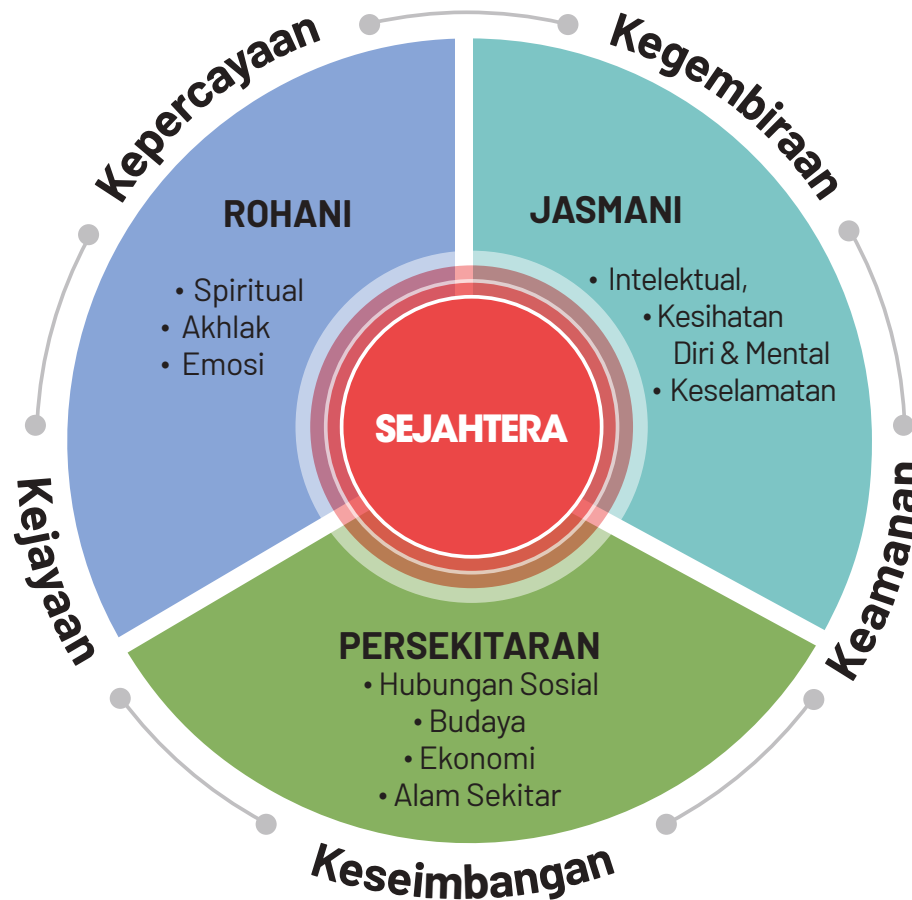 Kepercayaan
Kegembiraan
ROHANI
• Spiritual
• Akhlak
• Emosi
JASMANI
• Intelektual,
• Kesihatan
Diri & Mental
• Keselamatan
SEJAHTERA
Kejayaan
Keamanan
PERSEKITARAN
• Hubungan Sosial
• Budaya
• Ekonomi
• Alam Sekitar
Keseimbangan